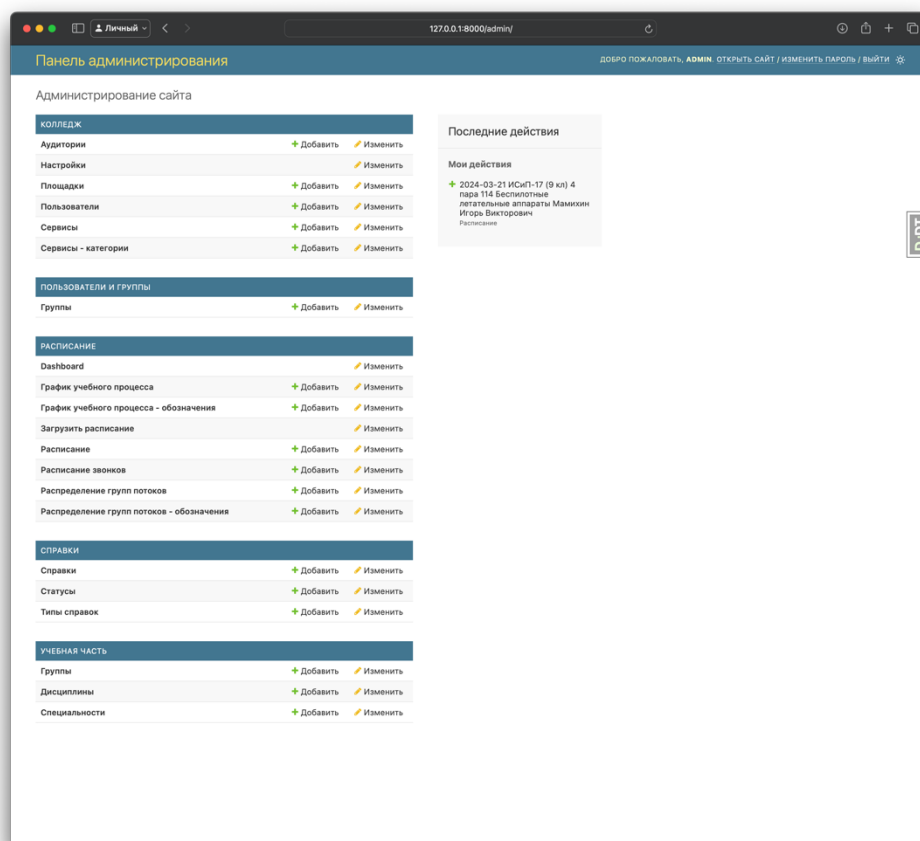 Личный
127.0.0.1:8000/admin/
Панель администрирования
ДОБРО ПОЖАЛОВАТЬ, ADMIN. ОТКРЫТЬ САЙТ / ИЗМЕНИТЬ ПАРОЛЬ / ВЫЙТИ
Администрирование сайта
КОЛЛЕДЖ
Аудитории Добавить Изменить
Настройки Изменить
Площадки Добавить Изменить
Пользователи Добавить Изменить
Сервисы Добавить Изменить
Сервисы - категории Добавить Изменить
ПОЛЬЗОВАТЕЛИ И ГРУППЫ
Группы Добавить Изменить
РАСПИСАНИЕ
Dashboard Изменить
График учебного процесса Добавить Изменить
График учебного процесса - обозначения Добавить Изменить
Загрузить расписание Изменить
Расписание Добавить Изменить
Расписание звонков Добавить Изменить
Распределение групп потоков Добавить Изменить
Распределение групп потоков - обозначения Добавить Изменить
СПРАВКИ
Справки Добавить Изменить
Статусы Добавить Изменить
Типы справок Добавить Изменить
УЧЕБНАЯ ЧАСТЬ
Группы Добавить Изменить
Дисциплины Добавить Изменить
Специальности Добавить Изменить
Последние действия
Мои действия
2024-03-21 ИСиП-17 (9 кл) 4
пара 114 Беспилотные
летательные аппараты Мамихин
Игорь Викторович
Расписание